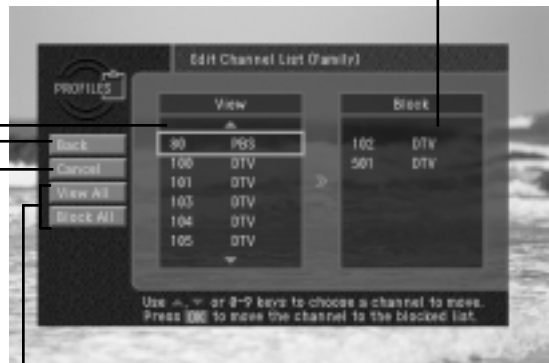 Edit Channel List (Family)
PROFILES
View
Block
Back
Cancel
View All
Block All
80 PBS
100 DTV
101 DTV
103 DTV
104 DTV
105 DTV
102 DTV
501 DTV
Use or 0-9 keys to choose a channel to move.
Press OK to move the channel to the blocked list.